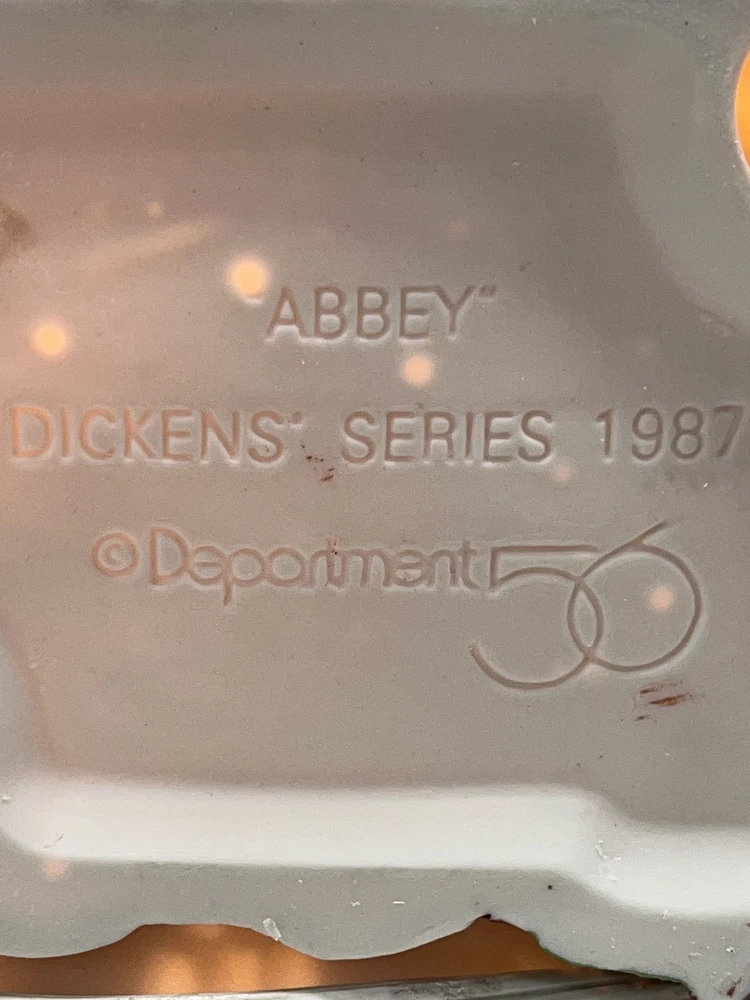 "ABBEY"
DICKENS' SERIES 1987
© Department 56